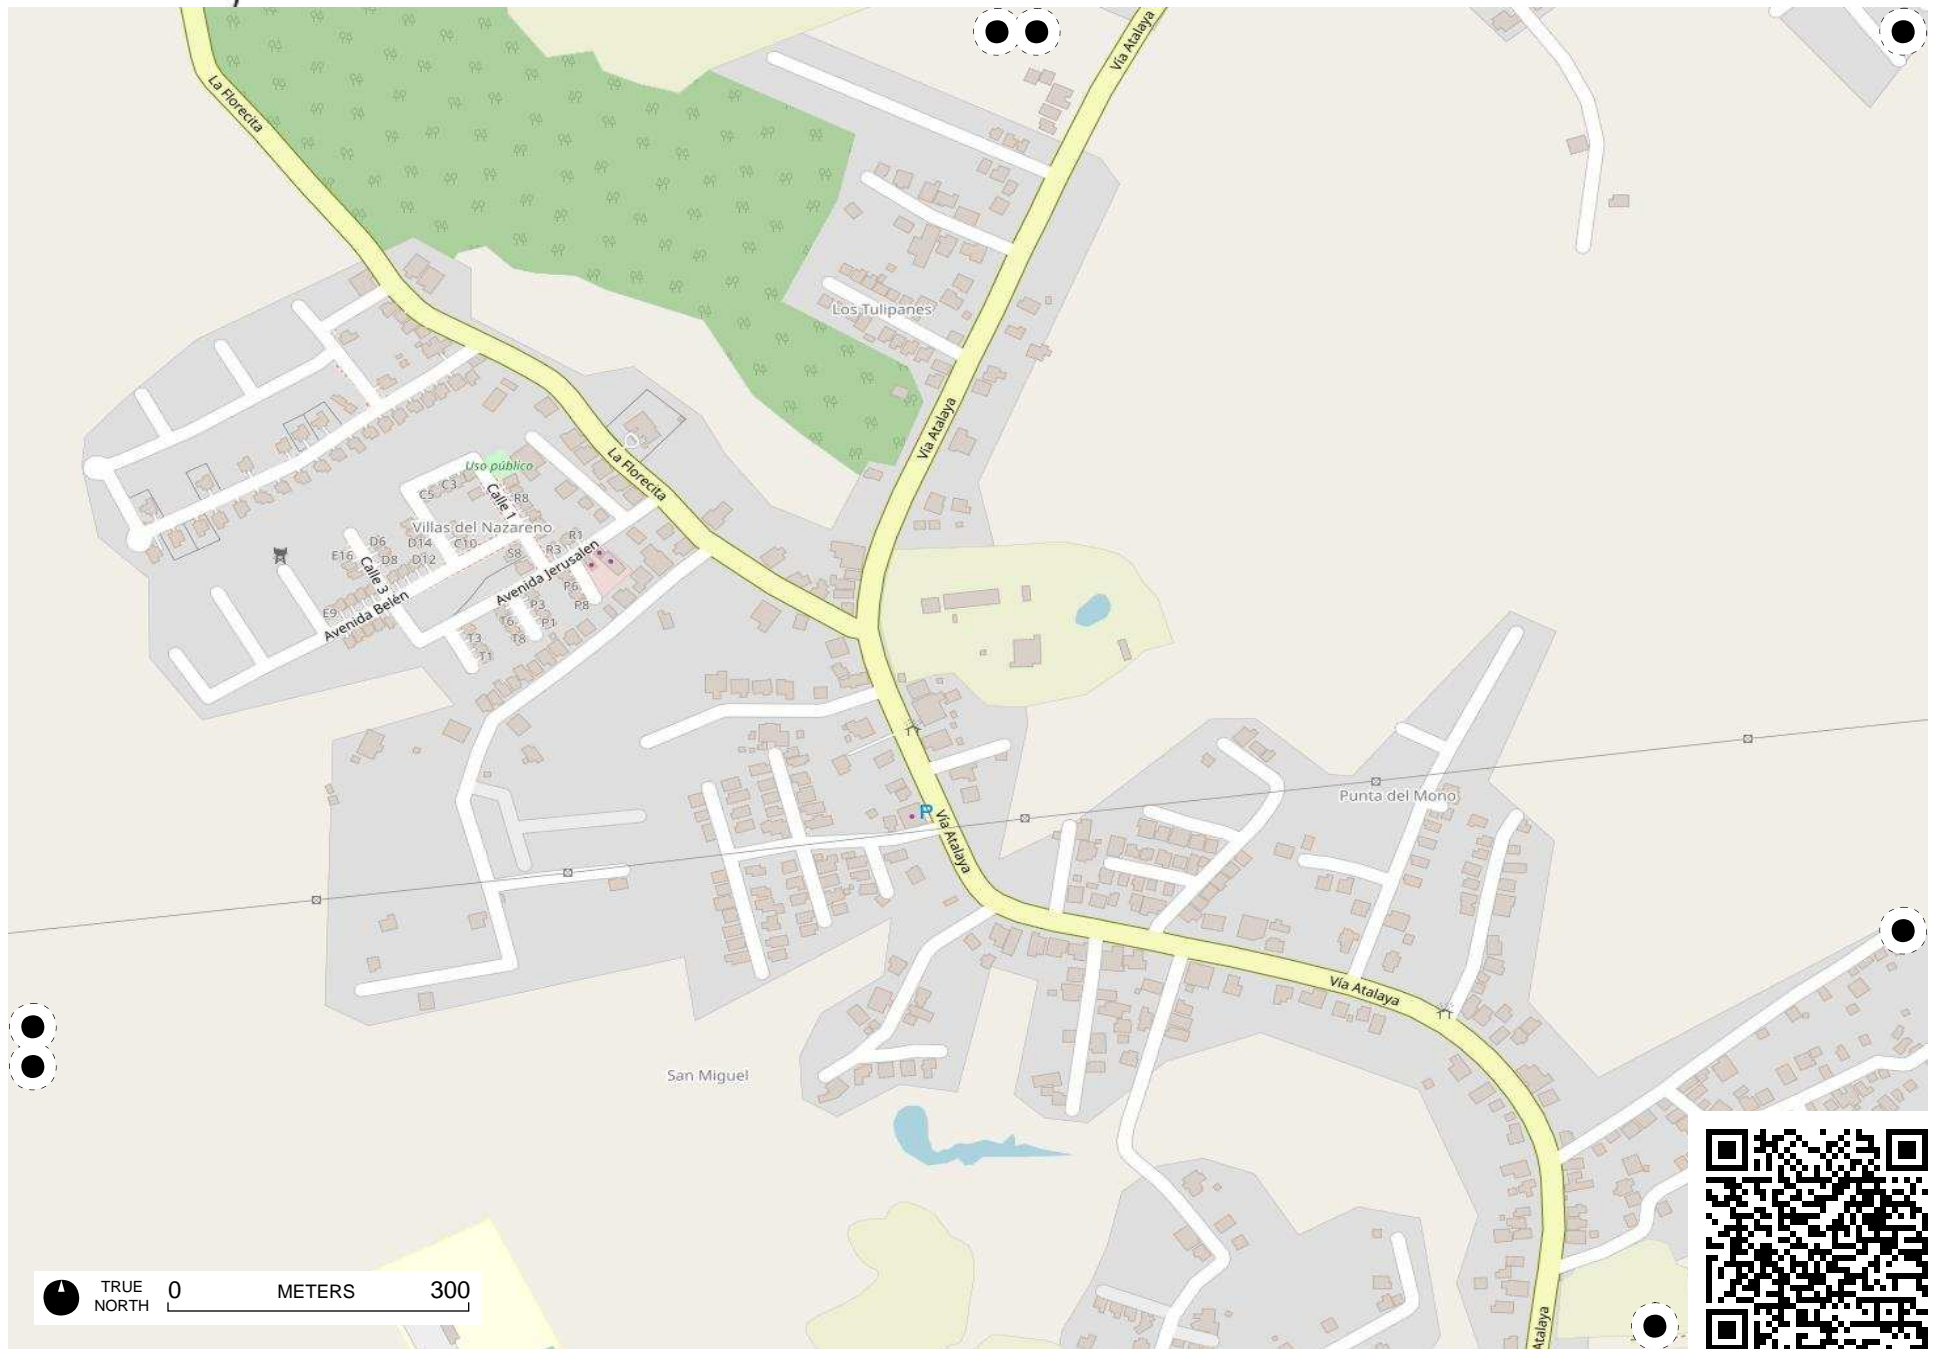 Vía Atalaya
La Florecita
Los Tulipanes
Vía Atalaya
La Florecita
Uso público
C3
C5
Calle 1
R8
Villas del Nazareno
D6
D14
C10
R1
E16
D8
D12
S8
R3
Calle 3
Avenida Jerusalen
P6
E9
Avenida Belén
P3
P8
T6
P1
T3
T8
T1
Punta del Mono
P
Vía Atalaya
Vía Atalaya
San Miguel
TRUE
NORTH
0
METERS
300
Atalaya